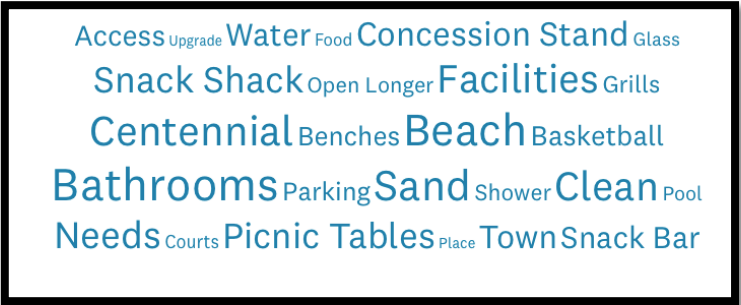 Access Upgrade Water Food Concession Stand Glass
Snack Shack Open Longer Facilities Grills
Centennial Benches Beach Basketball
Bathrooms Parking Sand Shower Clean Pool
Needs Courts Picnic Tables Place Town Snack Bar